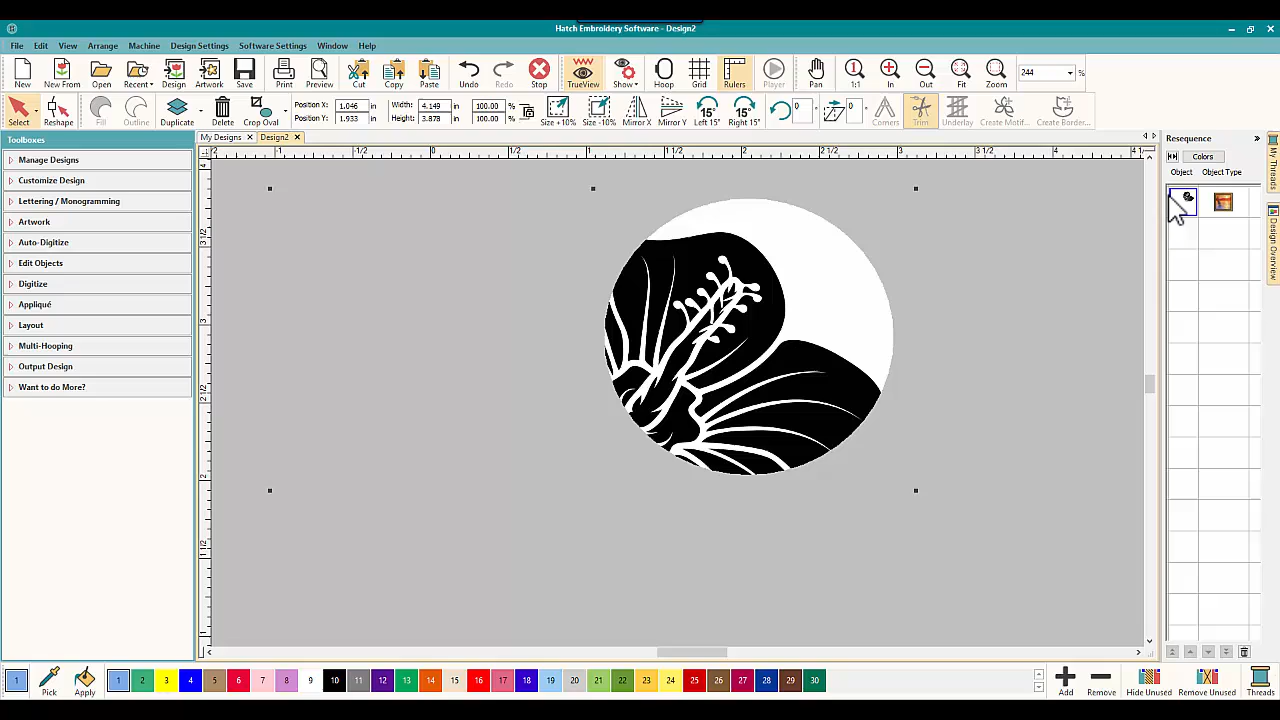 Hatch Embroidery Software - Design2
File Edit View Arrange Machine Design Settings Software Settings Window Help
New New From Open Recent Design Artwork Save Print Preview Cut Copy Paste Undo Redo Stop TrueView Show Hoop Grid Rulers Player Pan 1:1 In Out Fit Zoom 244 %
Select Reshape Fill Outline Duplicate Delete Crop Oval Position X: 1.046 in Width: 4.149 in 100.00 % Size +10% Size -10% Mirror X Mirror Y Left 15° Right 15° 0 0 Corners Trim Underlay Create Motif... Create Border...
Position Y: 1.933 in Height: 3.878 in 100.00 %
Toolboxes
My Designs Design2
Resequence
Manage Designs
Customize Design
Lettering / Monogramming
Artwork
Auto-Digitize
Edit Objects
Digitize
Appliqué
Layout
Multi-Hooping
Output Design
Want to do More?
Colors
Object Object Type
My Threads
Design Overview
1 Pick Apply 1 2 3 4 5 6 7 8 9 10 11 12 13 14 15 16 17 18 19 20 21 22 23 24 25 26 27 28 29 30 Add Remove Hide Unused Remove Unused Threads